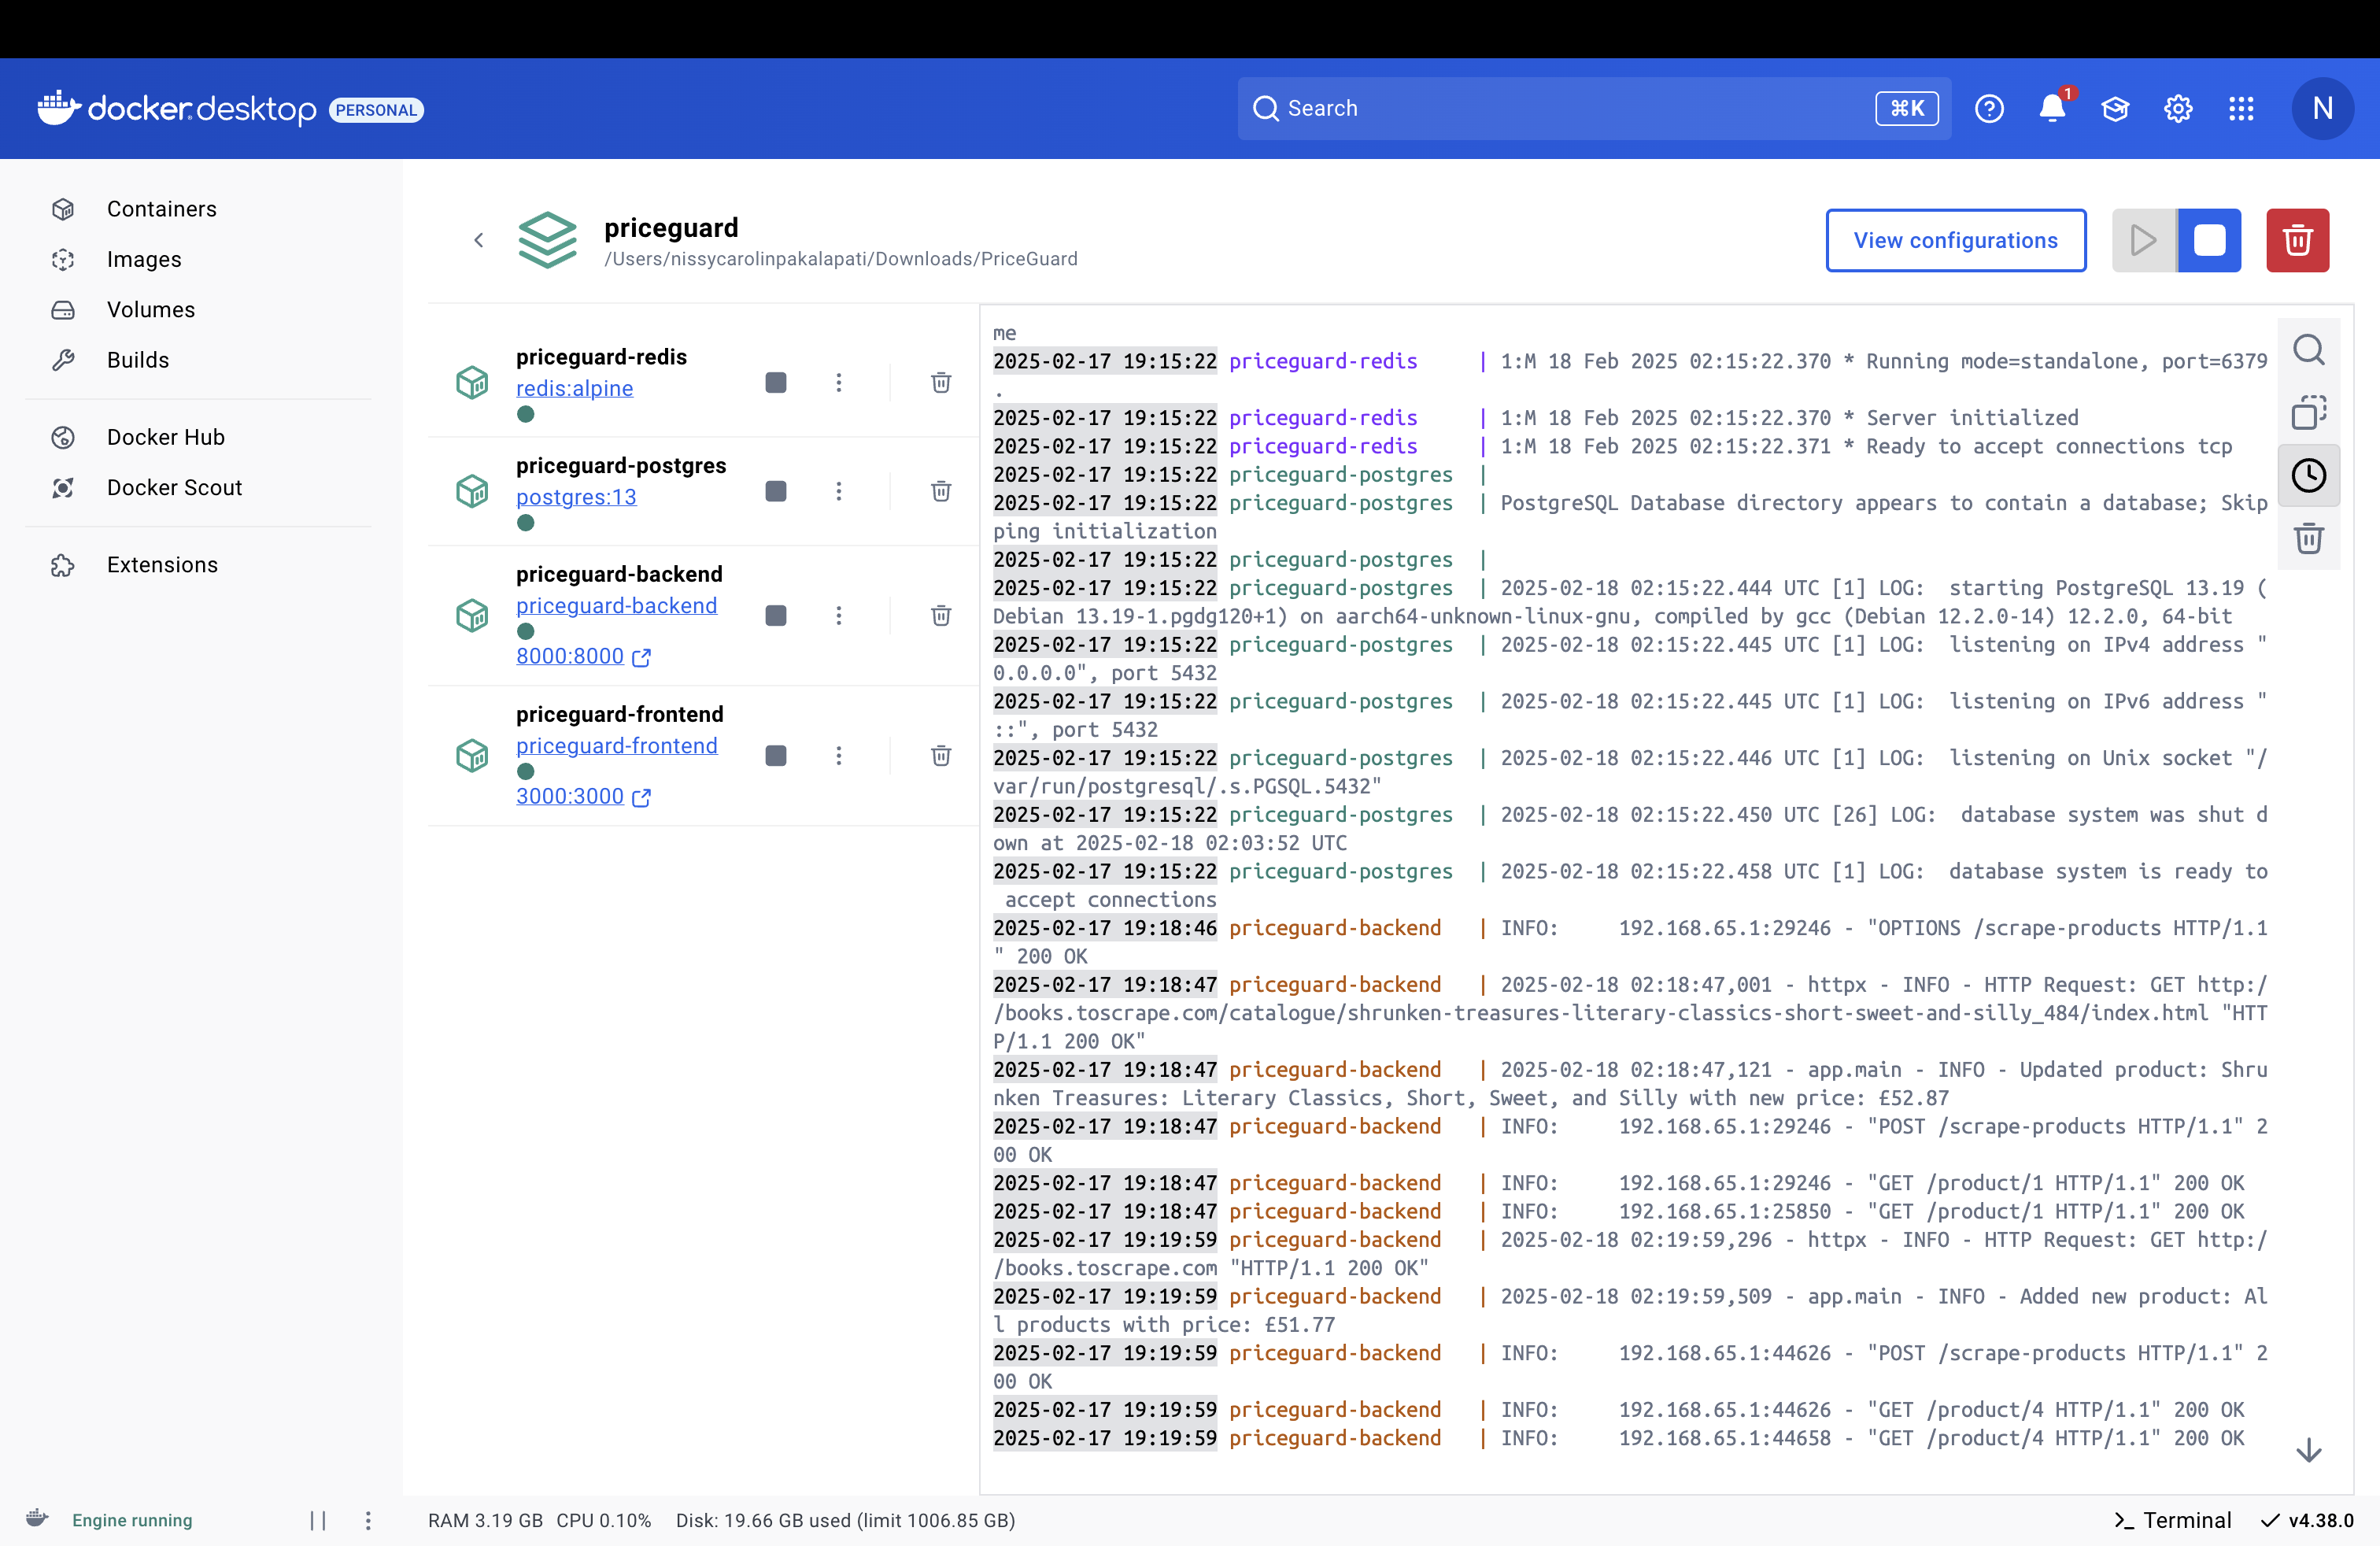 docker desktop PERSONAL
Search
⌘K
1
N
Containers
Images
Volumes
Builds
Docker Hub
Docker Scout
Extensions
priceguard
/Users/nissycarolinpakalapati/Downloads/PriceGuard
View configurations
priceguard-redis
redis:alpine
priceguard-postgres
postgres:13
priceguard-backend
priceguard-backend
8000:8000
priceguard-frontend
priceguard-frontend
3000:3000
me
2025-02-17 19:15:22 priceguard-redis | 1:M 18 Feb 2025 02:15:22.370 * Running mode=standalone, port=6379
.
2025-02-17 19:15:22 priceguard-redis | 1:M 18 Feb 2025 02:15:22.370 * Server initialized
2025-02-17 19:15:22 priceguard-redis | 1:M 18 Feb 2025 02:15:22.371 * Ready to accept connections tcp
2025-02-17 19:15:22 priceguard-postgres |
2025-02-17 19:15:22 priceguard-postgres | PostgreSQL Database directory appears to contain a database; Skip
ping initialization
2025-02-17 19:15:22 priceguard-postgres |
2025-02-17 19:15:22 priceguard-postgres | 2025-02-18 02:15:22.444 UTC [1] LOG:  starting PostgreSQL 13.19 (
Debian 13.19-1.pgdg120+1) on aarch64-unknown-linux-gnu, compiled by gcc (Debian 12.2.0-14) 12.2.0, 64-bit
2025-02-17 19:15:22 priceguard-postgres | 2025-02-18 02:15:22.445 UTC [1] LOG:  listening on IPv4 address "
0.0.0.0", port 5432
2025-02-17 19:15:22 priceguard-postgres | 2025-02-18 02:15:22.445 UTC [1] LOG:  listening on IPv6 address "
::", port 5432
2025-02-17 19:15:22 priceguard-postgres | 2025-02-18 02:15:22.446 UTC [1] LOG:  listening on Unix socket "/
var/run/postgresql/.s.PGSQL.5432"
2025-02-17 19:15:22 priceguard-postgres | 2025-02-18 02:15:22.450 UTC [26] LOG:  database system was shut d
own at 2025-02-18 02:03:52 UTC
2025-02-17 19:15:22 priceguard-postgres | 2025-02-18 02:15:22.458 UTC [1] LOG:  database system is ready to
 accept connections
2025-02-17 19:18:46 priceguard-backend | INFO:     192.168.65.1:29246 - "OPTIONS /scrape-products HTTP/1.1
" 200 OK
2025-02-17 19:18:47 priceguard-backend | 2025-02-18 02:18:47,001 - httpx - INFO - HTTP Request: GET http:/
/books.toscrape.com/catalogue/shrunken-treasures-literary-classics-short-sweet-and-silly_484/index.html "HTT
P/1.1 200 OK"
2025-02-17 19:18:47 priceguard-backend | 2025-02-18 02:18:47,121 - app.main - INFO - Updated product: Shru
nken Treasures: Literary Classics, Short, Sweet, and Silly with new price: £52.87
2025-02-17 19:18:47 priceguard-backend | INFO:     192.168.65.1:29246 - "POST /scrape-products HTTP/1.1" 2
00 OK
2025-02-17 19:18:47 priceguard-backend | INFO:     192.168.65.1:29246 - "GET /product/1 HTTP/1.1" 200 OK
2025-02-17 19:18:47 priceguard-backend | INFO:     192.168.65.1:25850 - "GET /product/1 HTTP/1.1" 200 OK
2025-02-17 19:19:59 priceguard-backend | 2025-02-18 02:19:59,296 - httpx - INFO - HTTP Request: GET http:/
/books.toscrape.com "HTTP/1.1 200 OK"
2025-02-17 19:19:59 priceguard-backend | 2025-02-18 02:19:59,509 - app.main - INFO - Added new product: Al
l products with price: £51.77
2025-02-17 19:19:59 priceguard-backend | INFO:     192.168.65.1:44626 - "POST /scrape-products HTTP/1.1" 2
00 OK
2025-02-17 19:19:59 priceguard-backend | INFO:     192.168.65.1:44626 - "GET /product/4 HTTP/1.1" 200 OK
2025-02-17 19:19:59 priceguard-backend | INFO:     192.168.65.1:44658 - "GET /product/4 HTTP/1.1" 200 OK
Engine running
RAM 3.19 GB CPU 0.10% Disk: 19.66 GB used (limit 1006.85 GB)
Terminal
v4.38.0